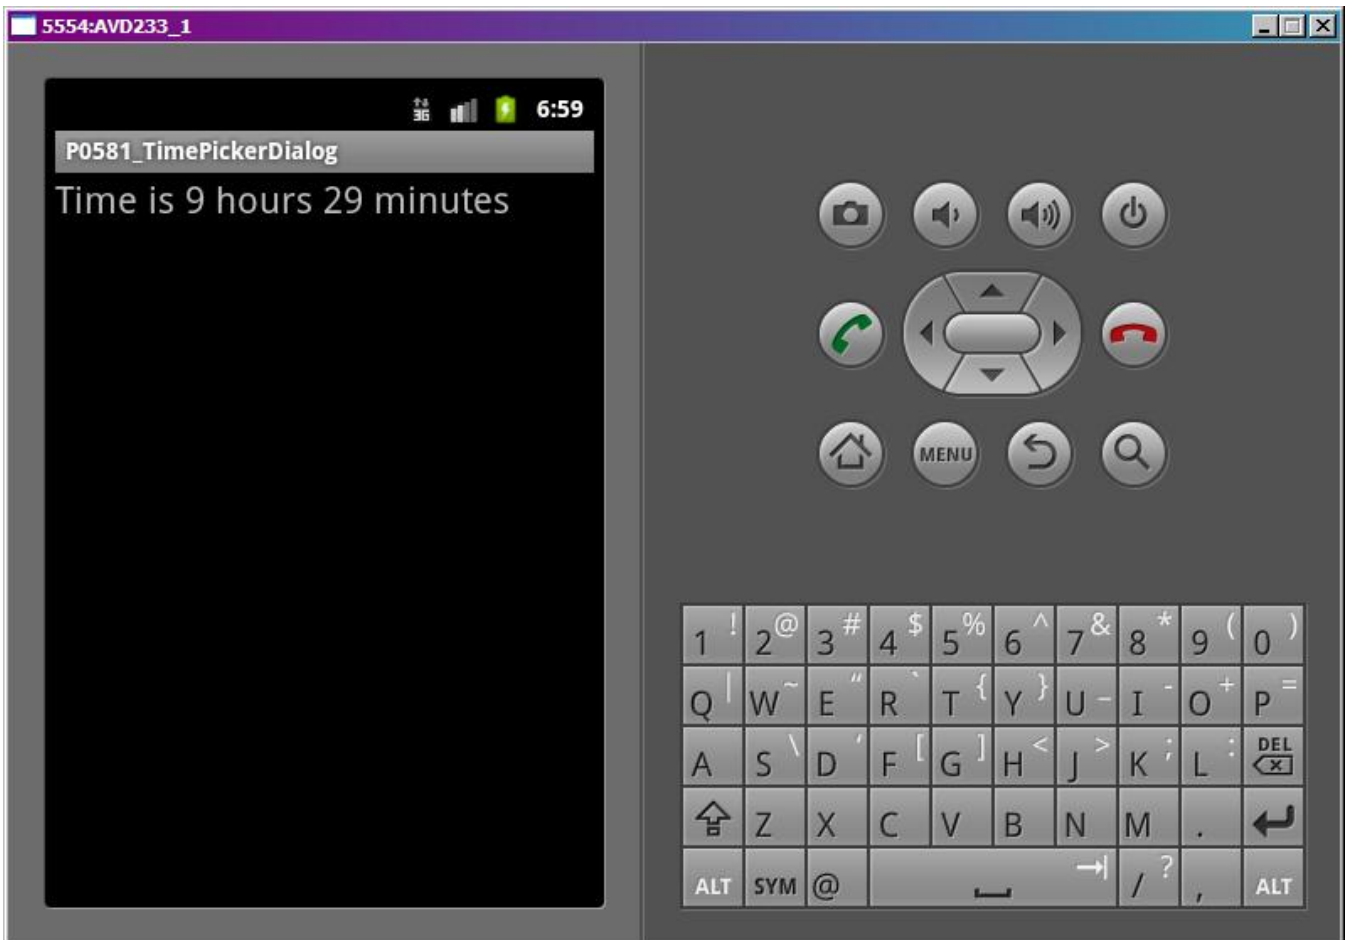 5554:AVD233_1
3G 6:59
P0581_TimePickerDialog
Time is 9 hours 29 minutes
MENU
1 ! 2 @ 3 # 4 $ 5 % 6 ^ 7 & 8 * 9 ( 0 )
Q | W ~ E " R ` T { Y } U _ I - O + P =
A S \ D ' F [ G ] H < J > K ; L : DEL
Z X C V B N M .
ALT SYM @ / ? , ALT